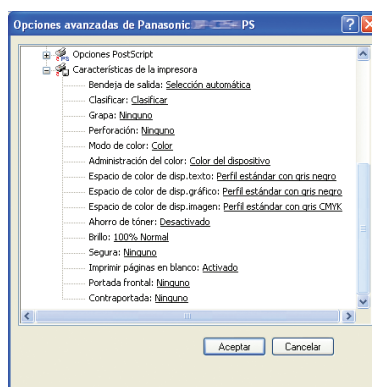 Opciones avanzadas de Panasonic PS
Opciones PostScript
Características de la impresora
Bandeja de salida: Selección automática
Clasificar: Clasificar
Grapa: Ninguno
Perforación: Ninguno
Modo de color: Color
Administración del color: Color del dispositivo
Espacio de color de disp.texto: Perfil estándar con gris negro
Espacio de color de disp.gráfico: Perfil estándar con gris negro
Espacio de color de disp.imagen: Perfil estándar con gris CMYK
Ahorro de tóner: Desactivado
Brillo: 100% Normal
Segura: Ninguno
Imprimir páginas en blanco: Activado
Portada frontal: Ninguno
Contraportada: Ninguno
Aceptar Cancelar